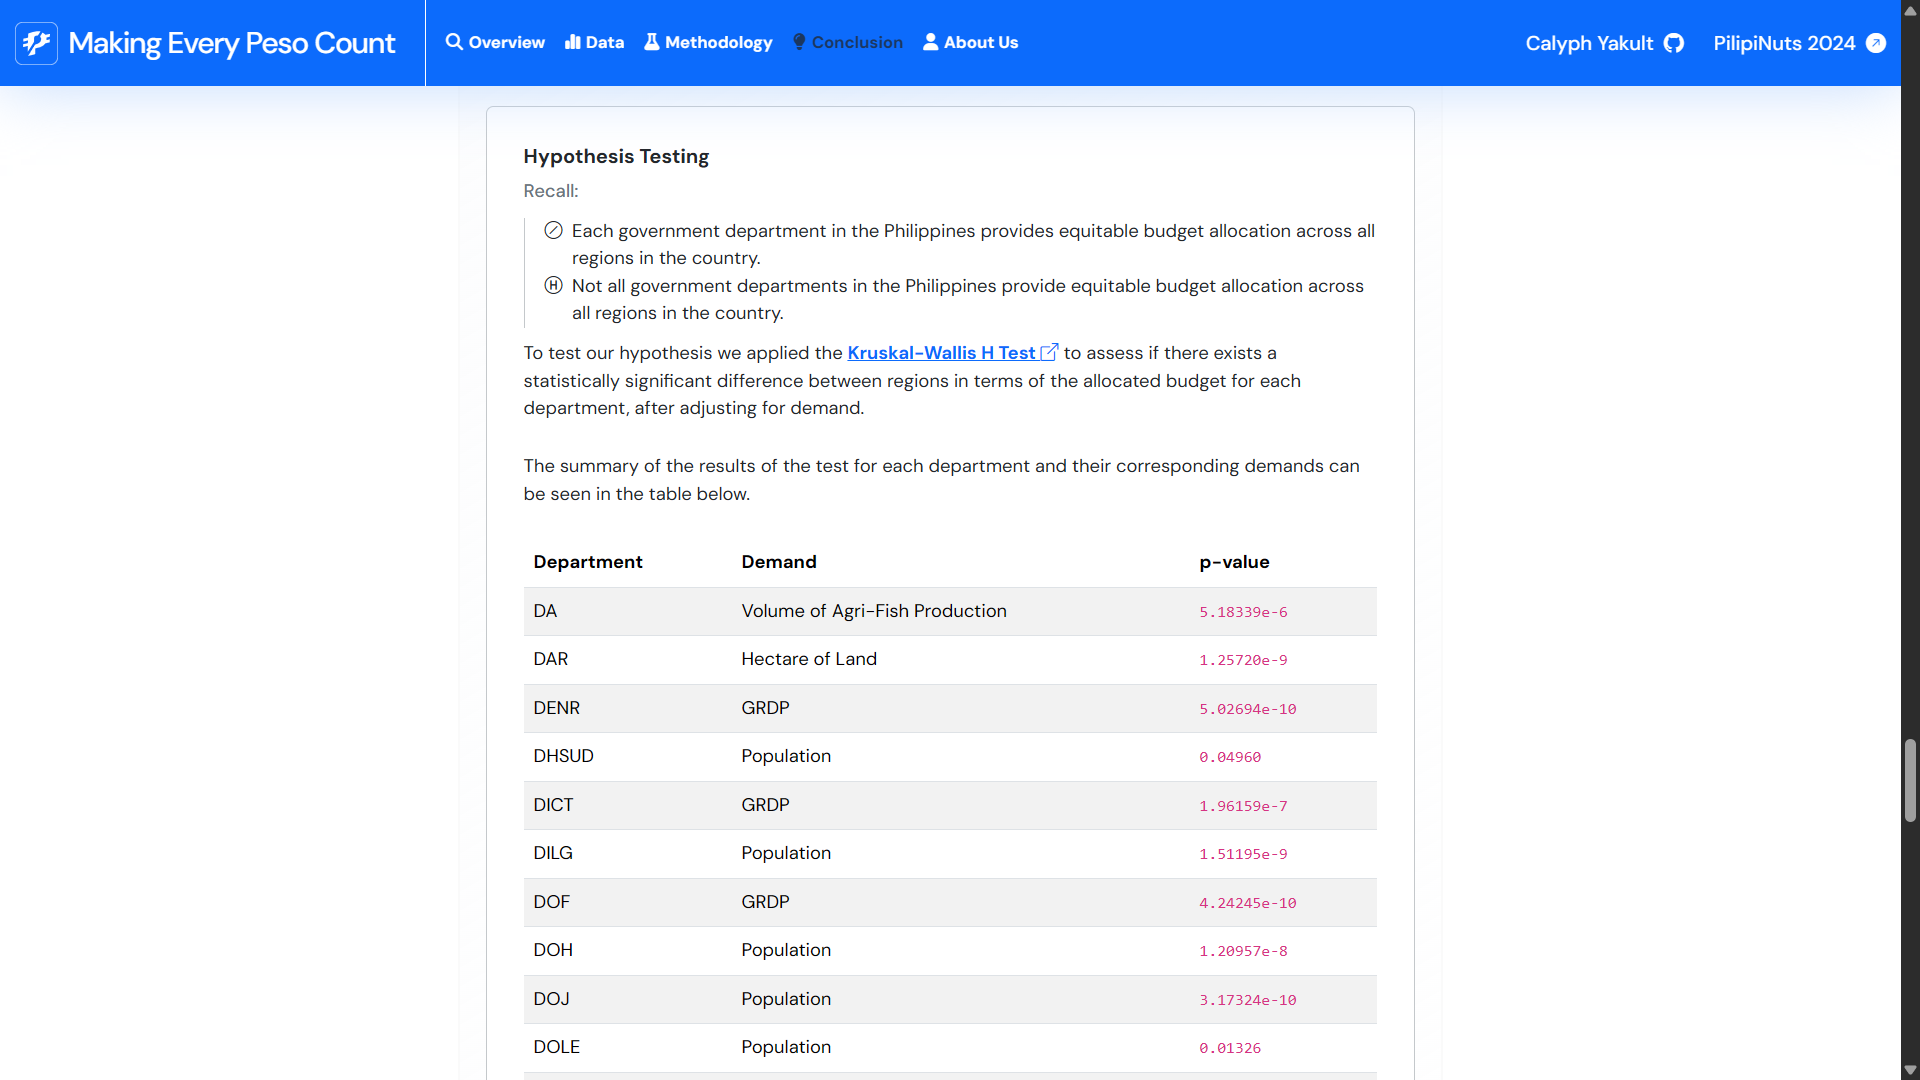 Making Every Peso Count
Overview
Data
Methodology
Conclusion
About Us
Calyph Yakult
PilipiNuts 2024
Hypothesis Testing
Recall:
Each government department in the Philippines provides equitable budget allocation across all
regions in the country.
H Not all government departments in the Philippines provide equitable budget allocation across
all regions in the country.
To test our hypothesis we applied the Kruskal-Wallis H Test to assess if there exists a
statistically significant difference between regions in terms of the allocated budget for each
department, after adjusting for demand.
The summary of the results of the test for each department and their corresponding demands can
be seen in the table below.
Department Demand p-value
DA Volume of Agri-Fish Production 5.18339e-6
DAR Hectare of Land 1.25720e-9
DENR GRDP 5.02694e-10
DHSUD Population 0.04960
DICT GRDP 1.96159e-7
DILG Population 1.51195e-9
DOF GRDP 4.24245e-10
DOH Population 1.20957e-8
DOJ Population 3.17324e-10
DOLE Population 0.01326